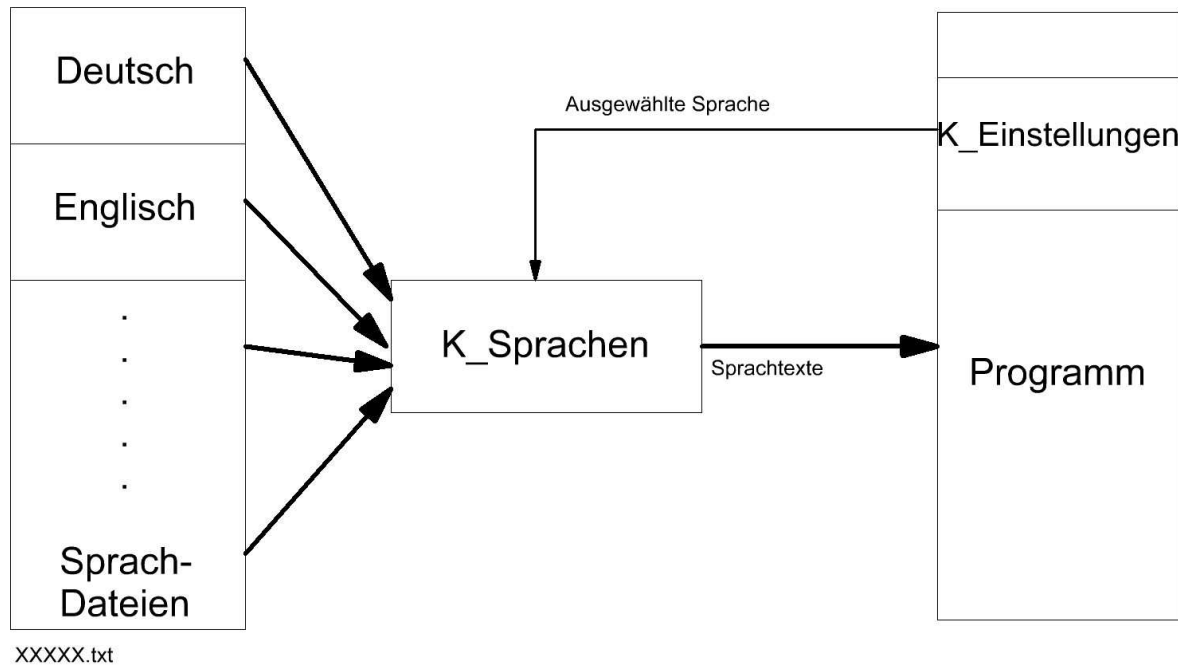 Deutsch
Englisch
.
.
.
.
.
Sprach-
Dateien
XXXXX.txt
Ausgewählte Sprache
K_Sprachen
Sprachtexte
K_Einstellungen
Programm